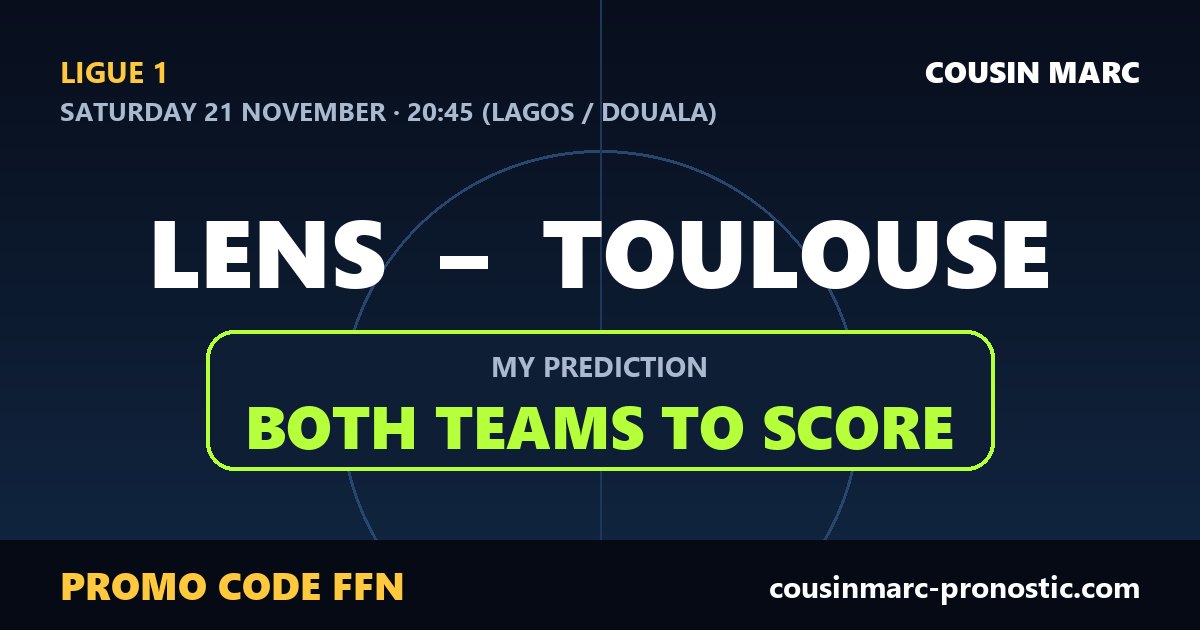 LIGUE 1
COUSIN MARC
SATURDAY 21 NOVEMBER · 20:45 (LAGOS / DOUALA)
LENS – TOULOUSE
MY PREDICTION
BOTH TEAMS TO SCORE
PROMO CODE FFN
cousinmarc-pronostic.com